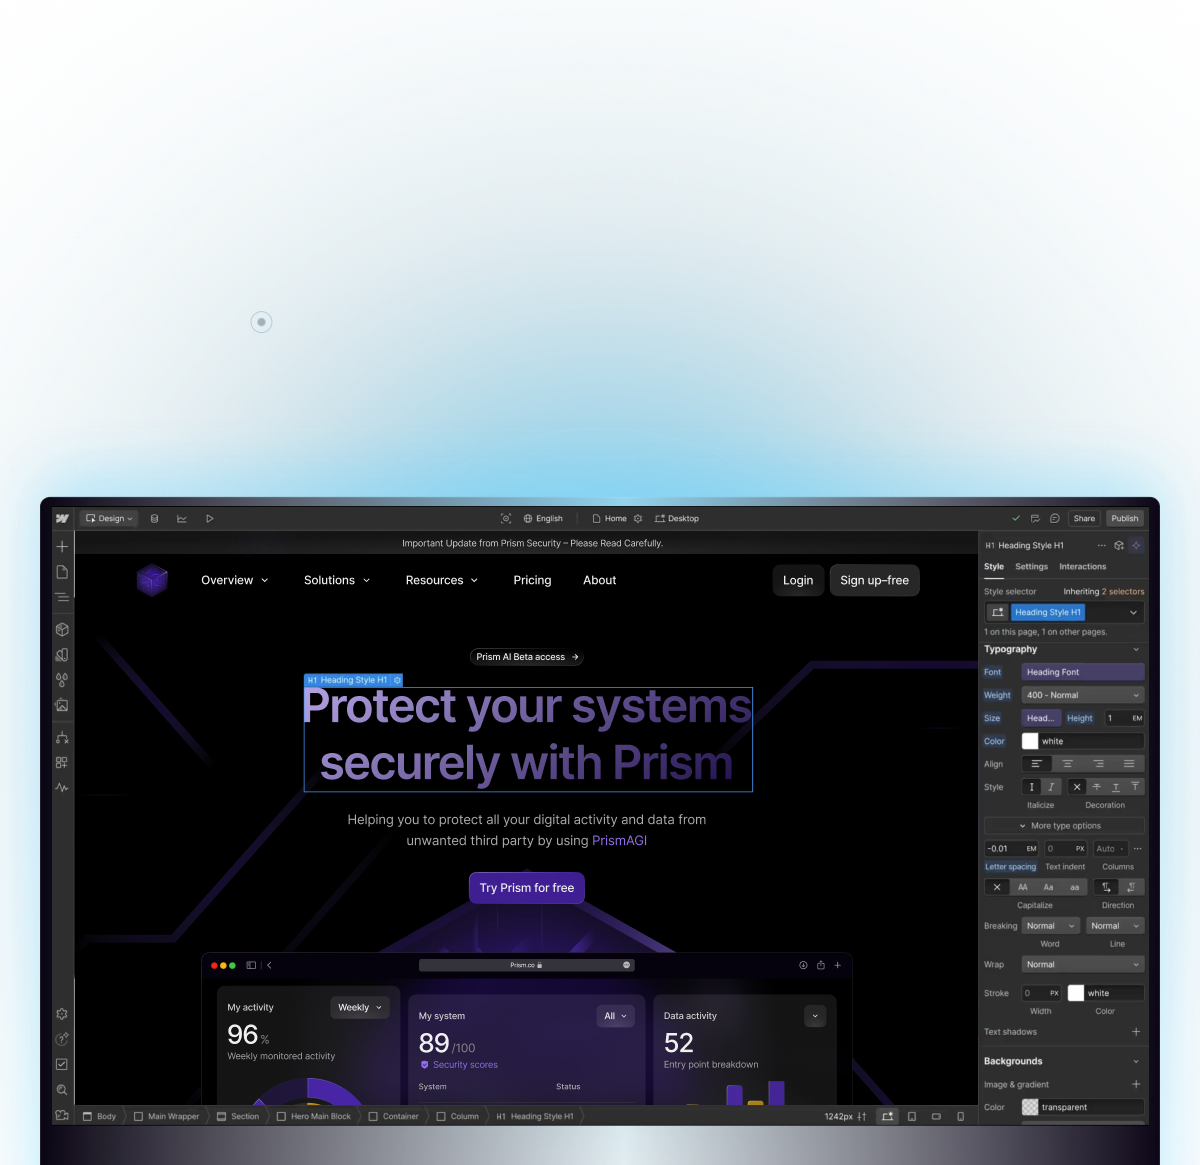 Design
English
Home
Desktop
Share
Publish
Important Update from Prism Security – Please Read Carefully.
Overview
Solutions
Resources
Pricing
About
Login
Sign up–free
Prism AI Beta access →
H1 Heading Style H1
Protect your systems
securely with Prism
Helping you to protect all your digital activity and data from
unwanted third party by using PrismAGI
Try Prism for free
Prism.co
My activity
Weekly
96%
Weekly monitored activity
My system
All
89/100
Security scores
System
Status
Data activity
52
Entry point breakdown
H1 Heading Style H1
Style
Settings
Interactions
Style selector
Inheriting 2 selectors
Heading Style H1
1 on this page, 1 on other pages.
Typography
Font
Heading Font
Weight
400 - Normal
Size
Head...
Height
1 EM
Color
white
Align
Style
Italicize
Decoration
More type options
-0.01 EM
0 PX
Auto
Letter spacing
Text indent
Columns
AA
Aa
aa
Capitalize
Direction
Breaking
Normal
Normal
Word
Line
Wrap
Normal
Stroke
0 PX
white
Width
Color
Text shadows
Backgrounds
Image & gradient
Color
transparent
Body
Main Wrapper
Section
Hero Main Block
Container
Column
H1 Heading Style H1
1242px